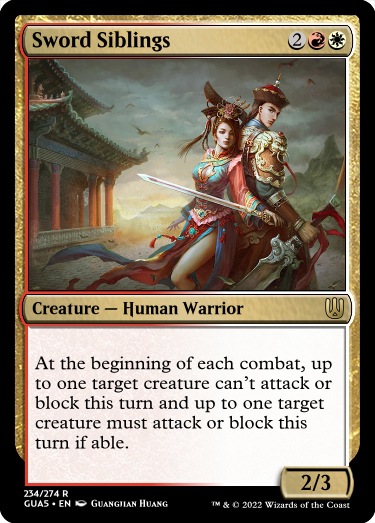 Sword Siblings 2
Creature — Human Warrior
At the beginning of each combat, up
to one target creature can't attack or
block this turn and up to one target
creature must attack or block this
turn if able.
2/3
234/274 R
GUA5 • EN Guangjian Huang ™ & © 2022 Wizards of the Coast